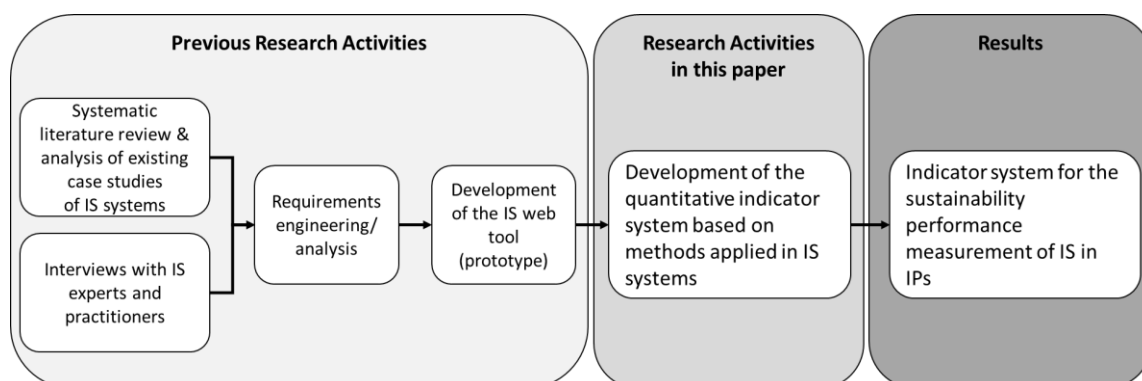 Previous Research Activities
Systematic
literature review &
analysis of existing
case studies
of IS systems
Interviews with IS
experts and
practitioners
Requirements
engineering/
analysis
Development
of the IS web
tool
(prototype)
Research Activities
in this paper
Development of the
quantitative indicator
system based on
methods applied in IS
systems
Results
Indicator system for the
sustainability
performance
measurement of IS in
IPs